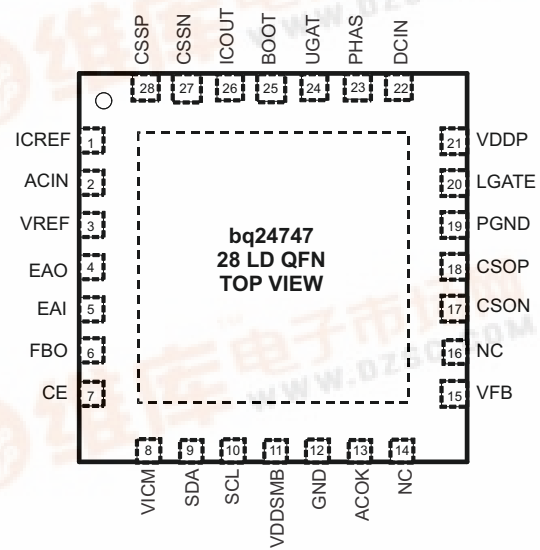 CSSP
CSSN
ICOUT
BOOT
UGAT
PHAS
DCIN
28
27
26
25
24
23
22
ICREF 1
ACIN 2
VREF 3
EAO 4
EAI 5
FBO 6
CE 7
bq24747
28 LD QFN
TOP VIEW
21 VDDP
20 LGATE
19 PGND
18 CSOP
17 CSON
16 NC
15 VFB
8
9
10
11
12
13
14
VICM
SDA
SCL
VDDSMB
GND
ACOK
NC